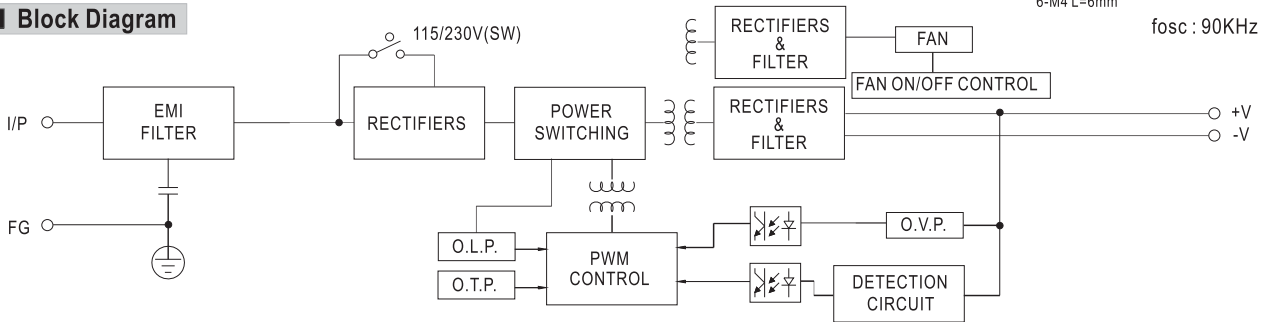 6-M4 L=6mm
Block Diagram
fosc : 90KHz
115/230V(SW)
RECTIFIERS
&
FILTER
FAN
FAN ON/OFF CONTROL
I/P
EMI
FILTER
RECTIFIERS
POWER
SWITCHING
RECTIFIERS
&
FILTER
+V
-V
FG
O.L.P.
O.T.P.
PWM
CONTROL
O.V.P.
DETECTION
CIRCUIT